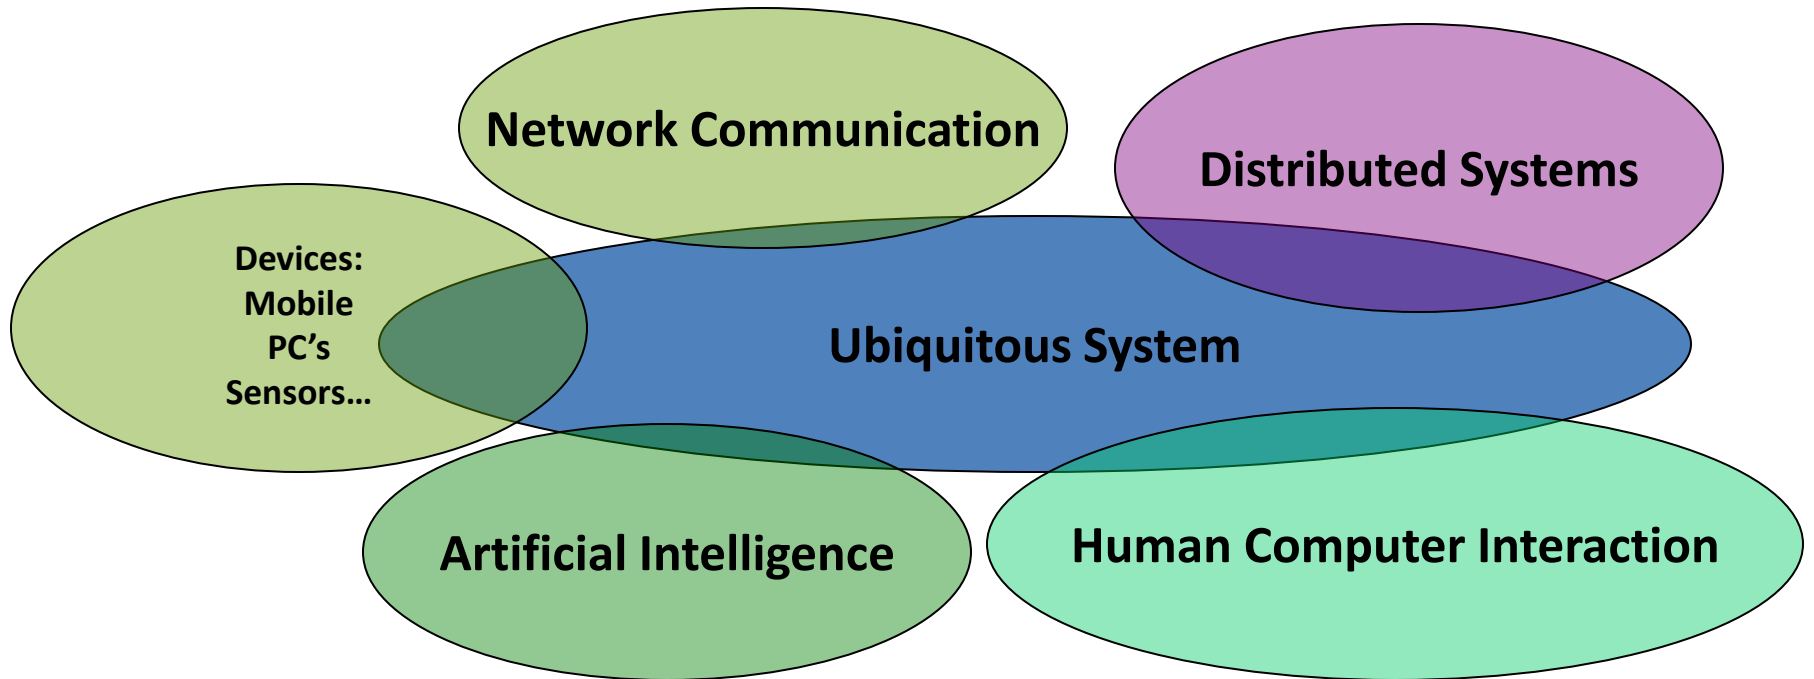 Network Communication
Distributed Systems
Devices:
Mobile
PC’s
Sensors…
Ubiquitous System
Artificial Intelligence
Human Computer Interaction